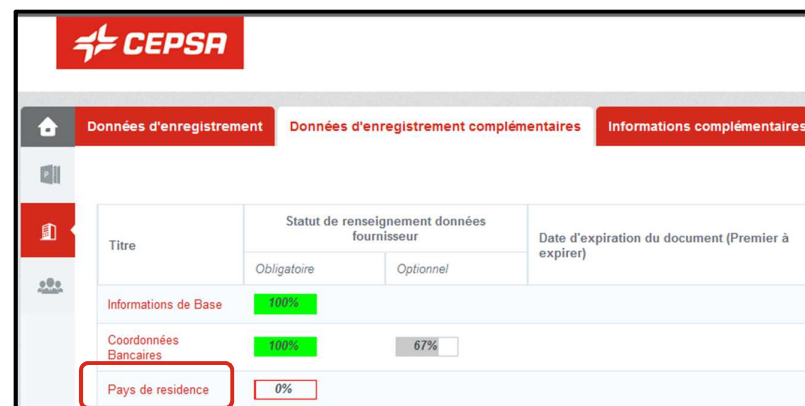 CEPSA
Données d'enregistrement Données d'enregistrement complémentaires Informations complémentaires
Titre
Statut de renseignement données
fournisseur
Date d'expiration du document (Premier à
expirer)
Obligatoire Optionnel
Informations de Base 100%
Coordonnées
Bancaires
100% 67%
Pays de residence 0%